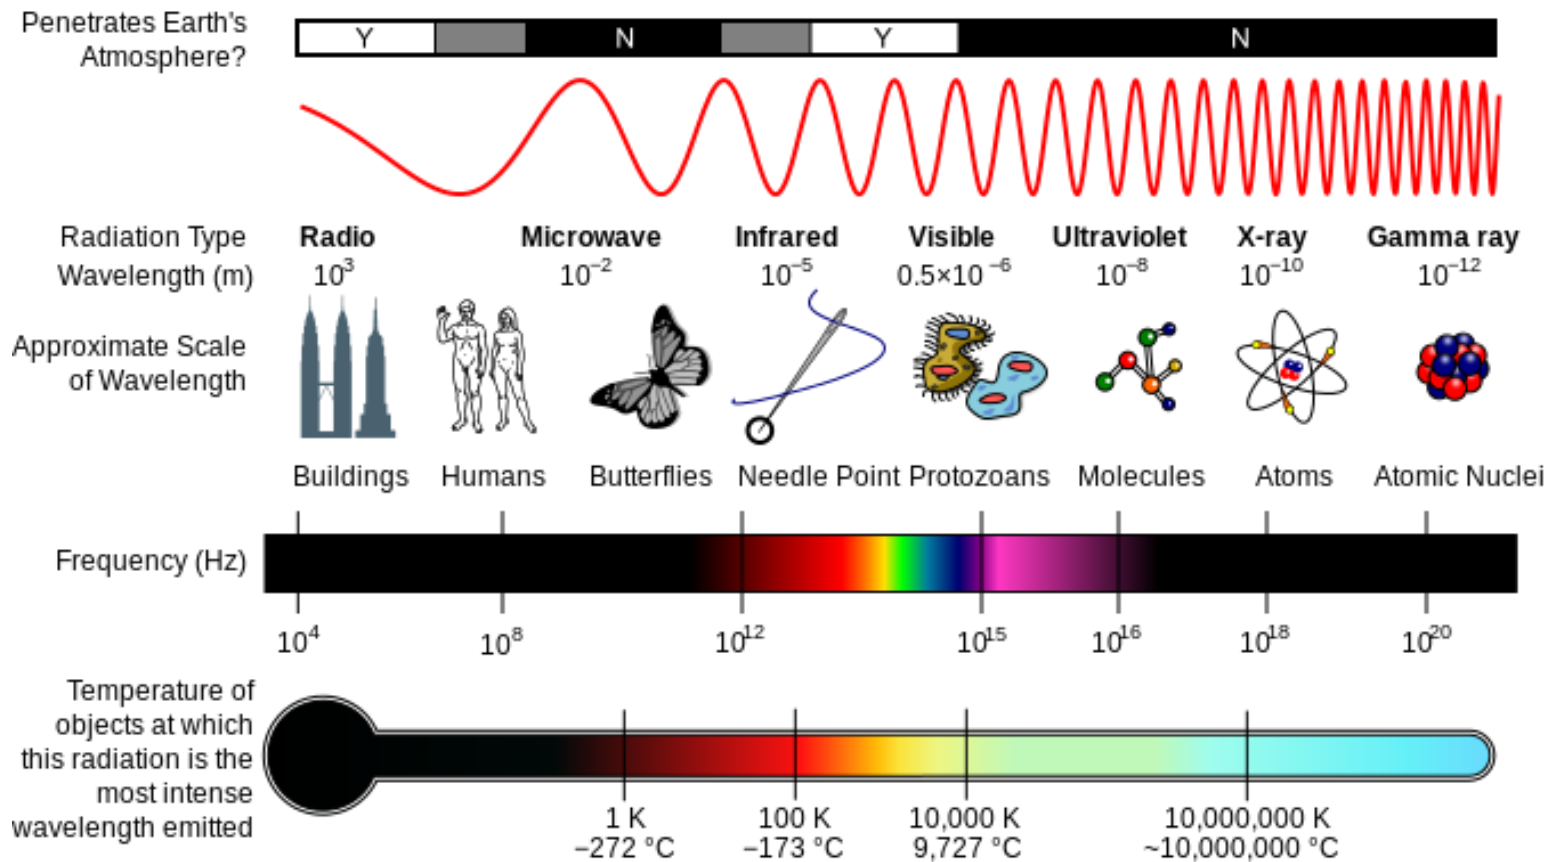 Penetrates Earth's
Atmosphere?
Y N Y N
Radiation Type Radio Microwave Infrared Visible Ultraviolet X-ray Gamma ray
Wavelength (m) 10³ 10⁻² 10⁻⁵ 0.5×10⁻⁶ 10⁻⁸ 10⁻¹⁰ 10⁻¹²
Approximate Scale
of Wavelength
Buildings Humans Butterflies Needle Point Protozoans Molecules Atoms Atomic Nuclei
Frequency (Hz)
10⁴ 10⁸ 10¹² 10¹⁵ 10¹⁶ 10¹⁸ 10²⁰
Temperature of
objects at which
this radiation is the
most intense
wavelength emitted
1 K 100 K 10,000 K 10,000,000 K
−272 °C −173 °C 9,727 °C ~10,000,000 °C